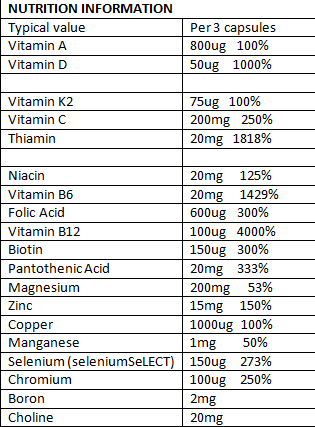 NUTRITION INFORMATION
Typical value Per 3 capsules
Vitamin A 800ug 100%
Vitamin D 50ug 1000%
Vitamin K2 75ug 100%
Vitamin C 200mg 250%
Thiamin 20mg 1818%
Niacin 20mg 125%
Vitamin B6 20mg 1429%
Folic Acid 600ug 300%
Vitamin B12 100ug 4000%
Biotin 150ug 300%
Pantothenic Acid 20mg 333%
Magnesium 200mg 53%
Zinc 15mg 150%
Copper 1000ug 100%
Manganese 1mg 50%
Selenium (seleniumSeLECT) 150ug 273%
Chromium 100ug 250%
Boron 2mg
Choline 20mg